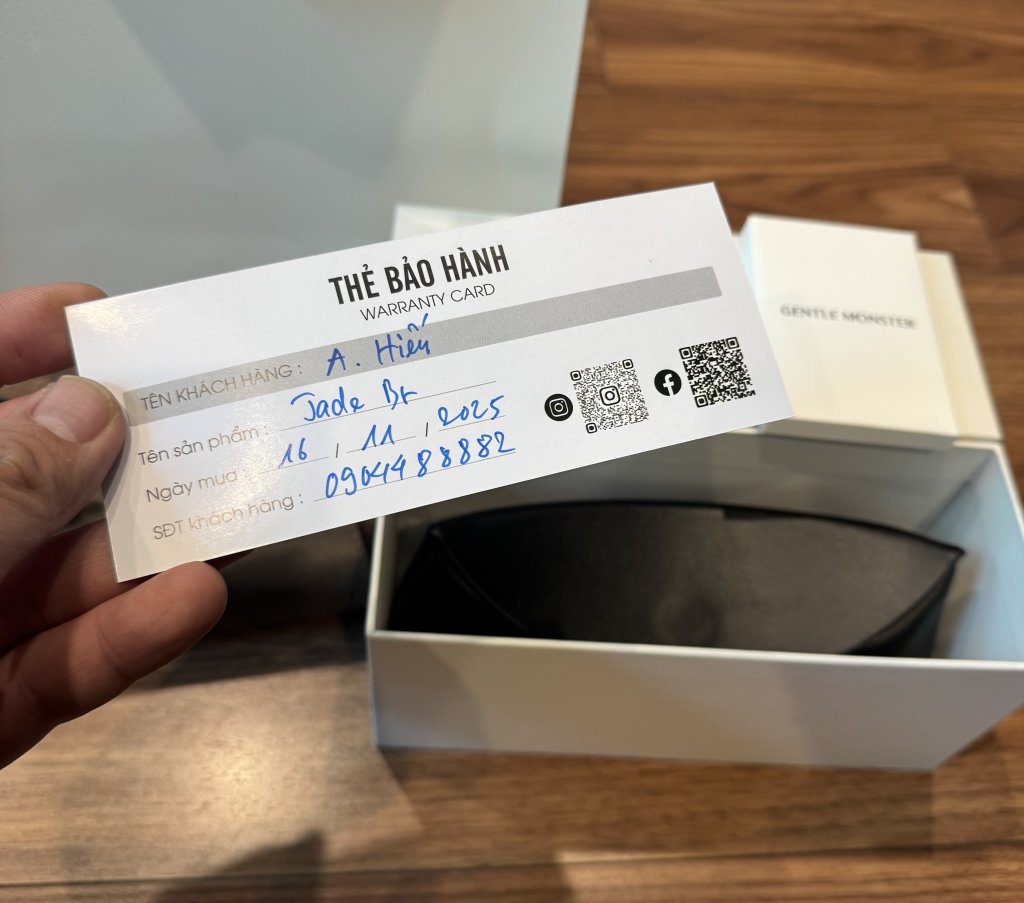 THẺ BẢO HÀNH
WARRANTY CARD
TÊN KHÁCH HÀNG : A. Hiếu
Tên sản phẩm : Jade Br
Ngày mua 16 / 11 / 2025
SĐT khách hàng : 0904488882
GENTLE MONSTER